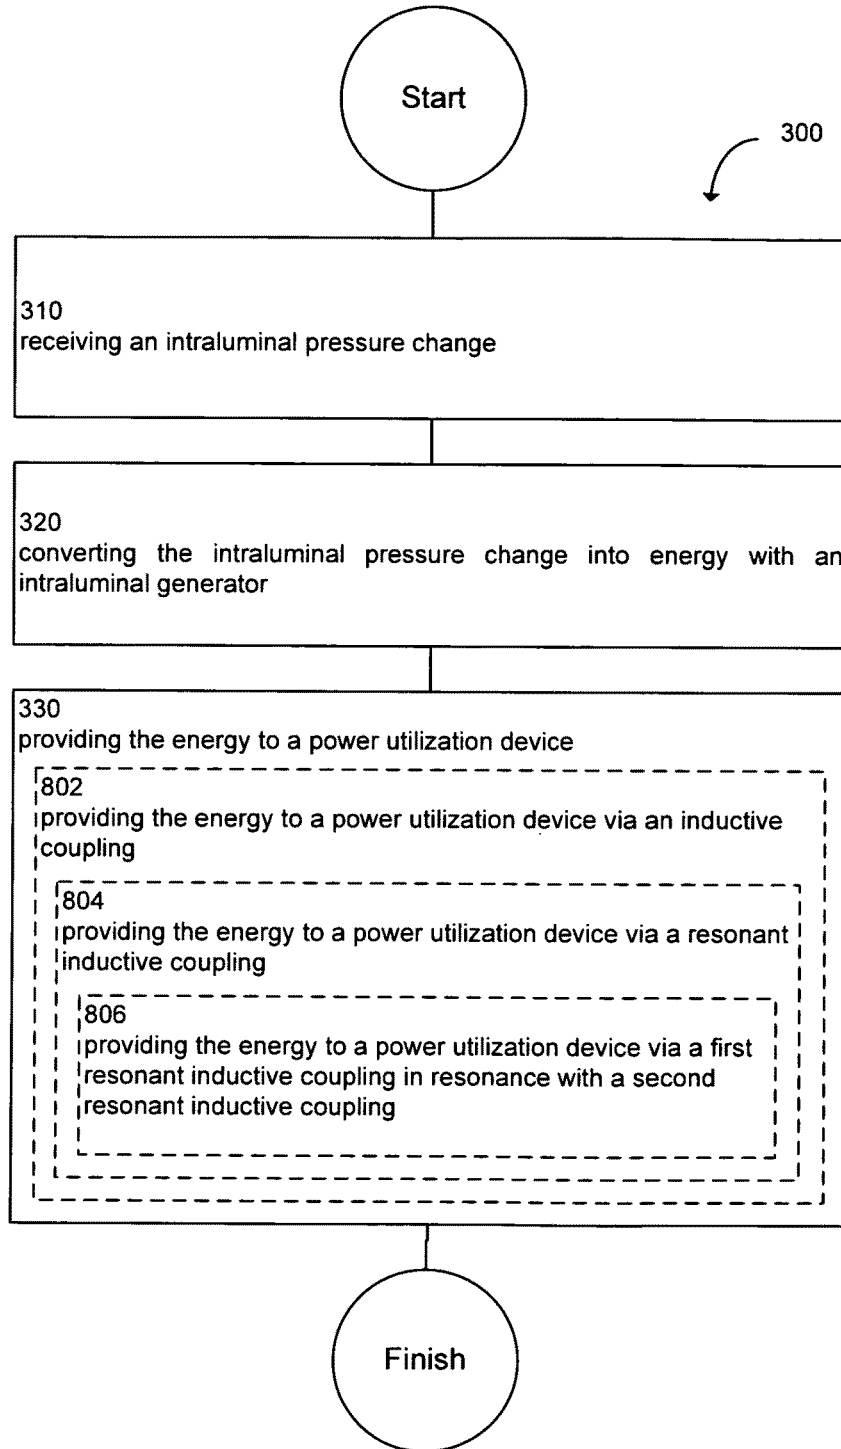 Start
300
310
receiving an intraluminal pressure change
320
converting the intraluminal pressure change into energy with an
intraluminal generator
330
providing the energy to a power utilization device
802
providing the energy to a power utilization device via an inductive
coupling
804
providing the energy to a power utilization device via a resonant
inductive coupling
806
providing the energy to a power utilization device via a first
resonant inductive coupling in resonance with a second
resonant inductive coupling
Finish